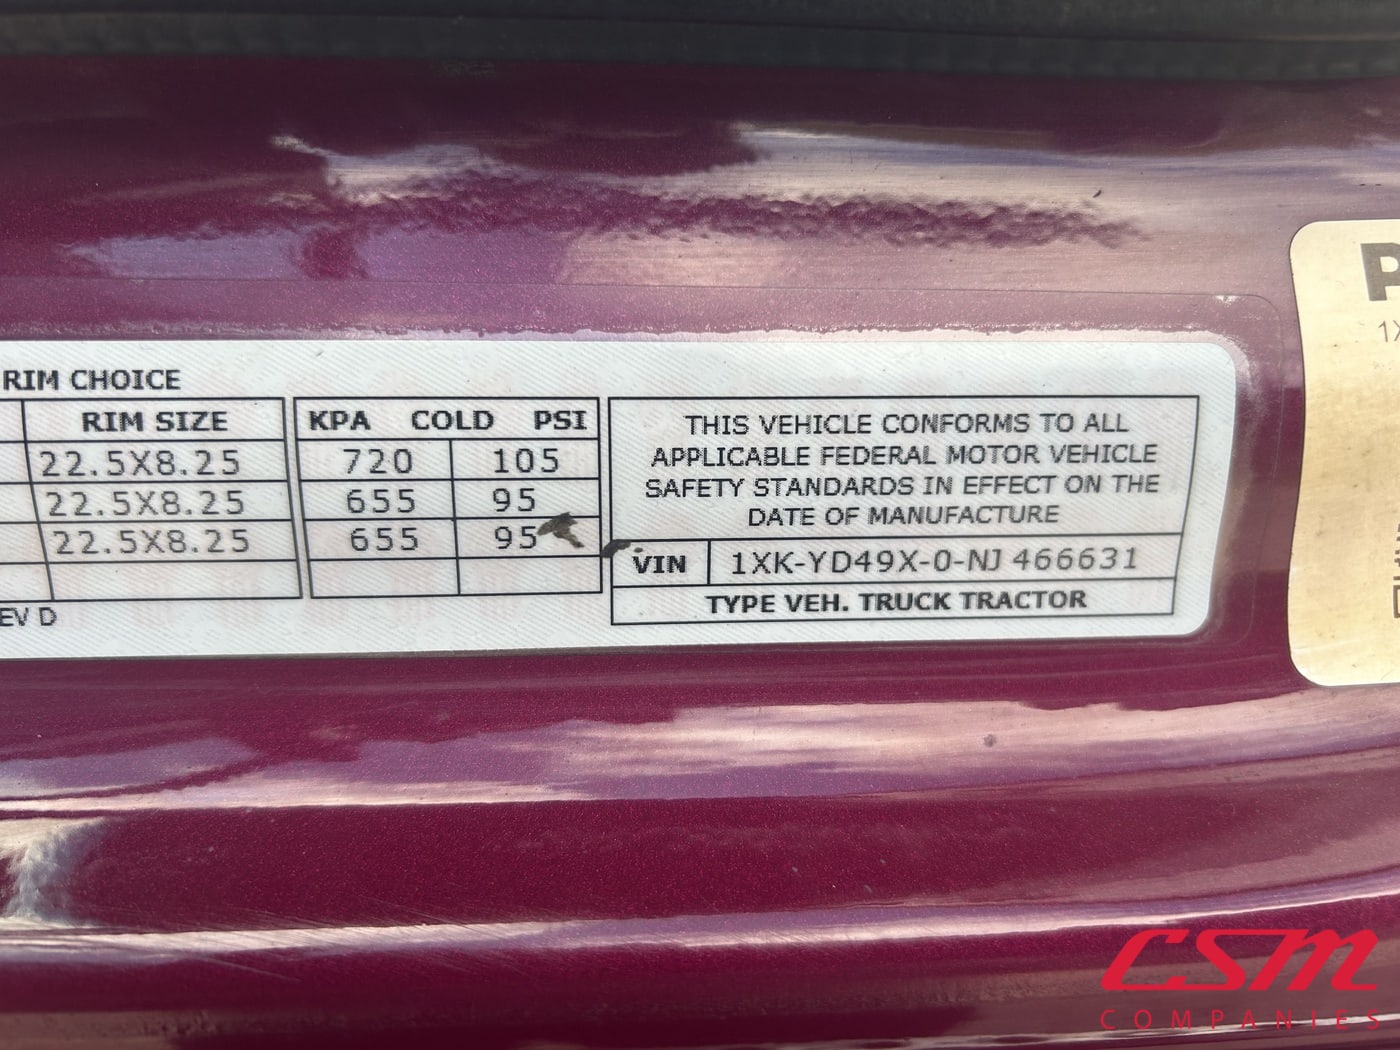 RIM CHOICE
RIM SIZE KPA COLD PSI
22.5X8.25 720 105
22.5X8.25 655 95
22.5X8.25 655 95
EV D
THIS VEHICLE CONFORMS TO ALL
APPLICABLE FEDERAL MOTOR VEHICLE
SAFETY STANDARDS IN EFFECT ON THE
DATE OF MANUFACTURE
VIN 1XK-YD49X-0-NJ 466631
TYPE VEH. TRUCK TRACTOR
P
1X
CSM
COMPANIES